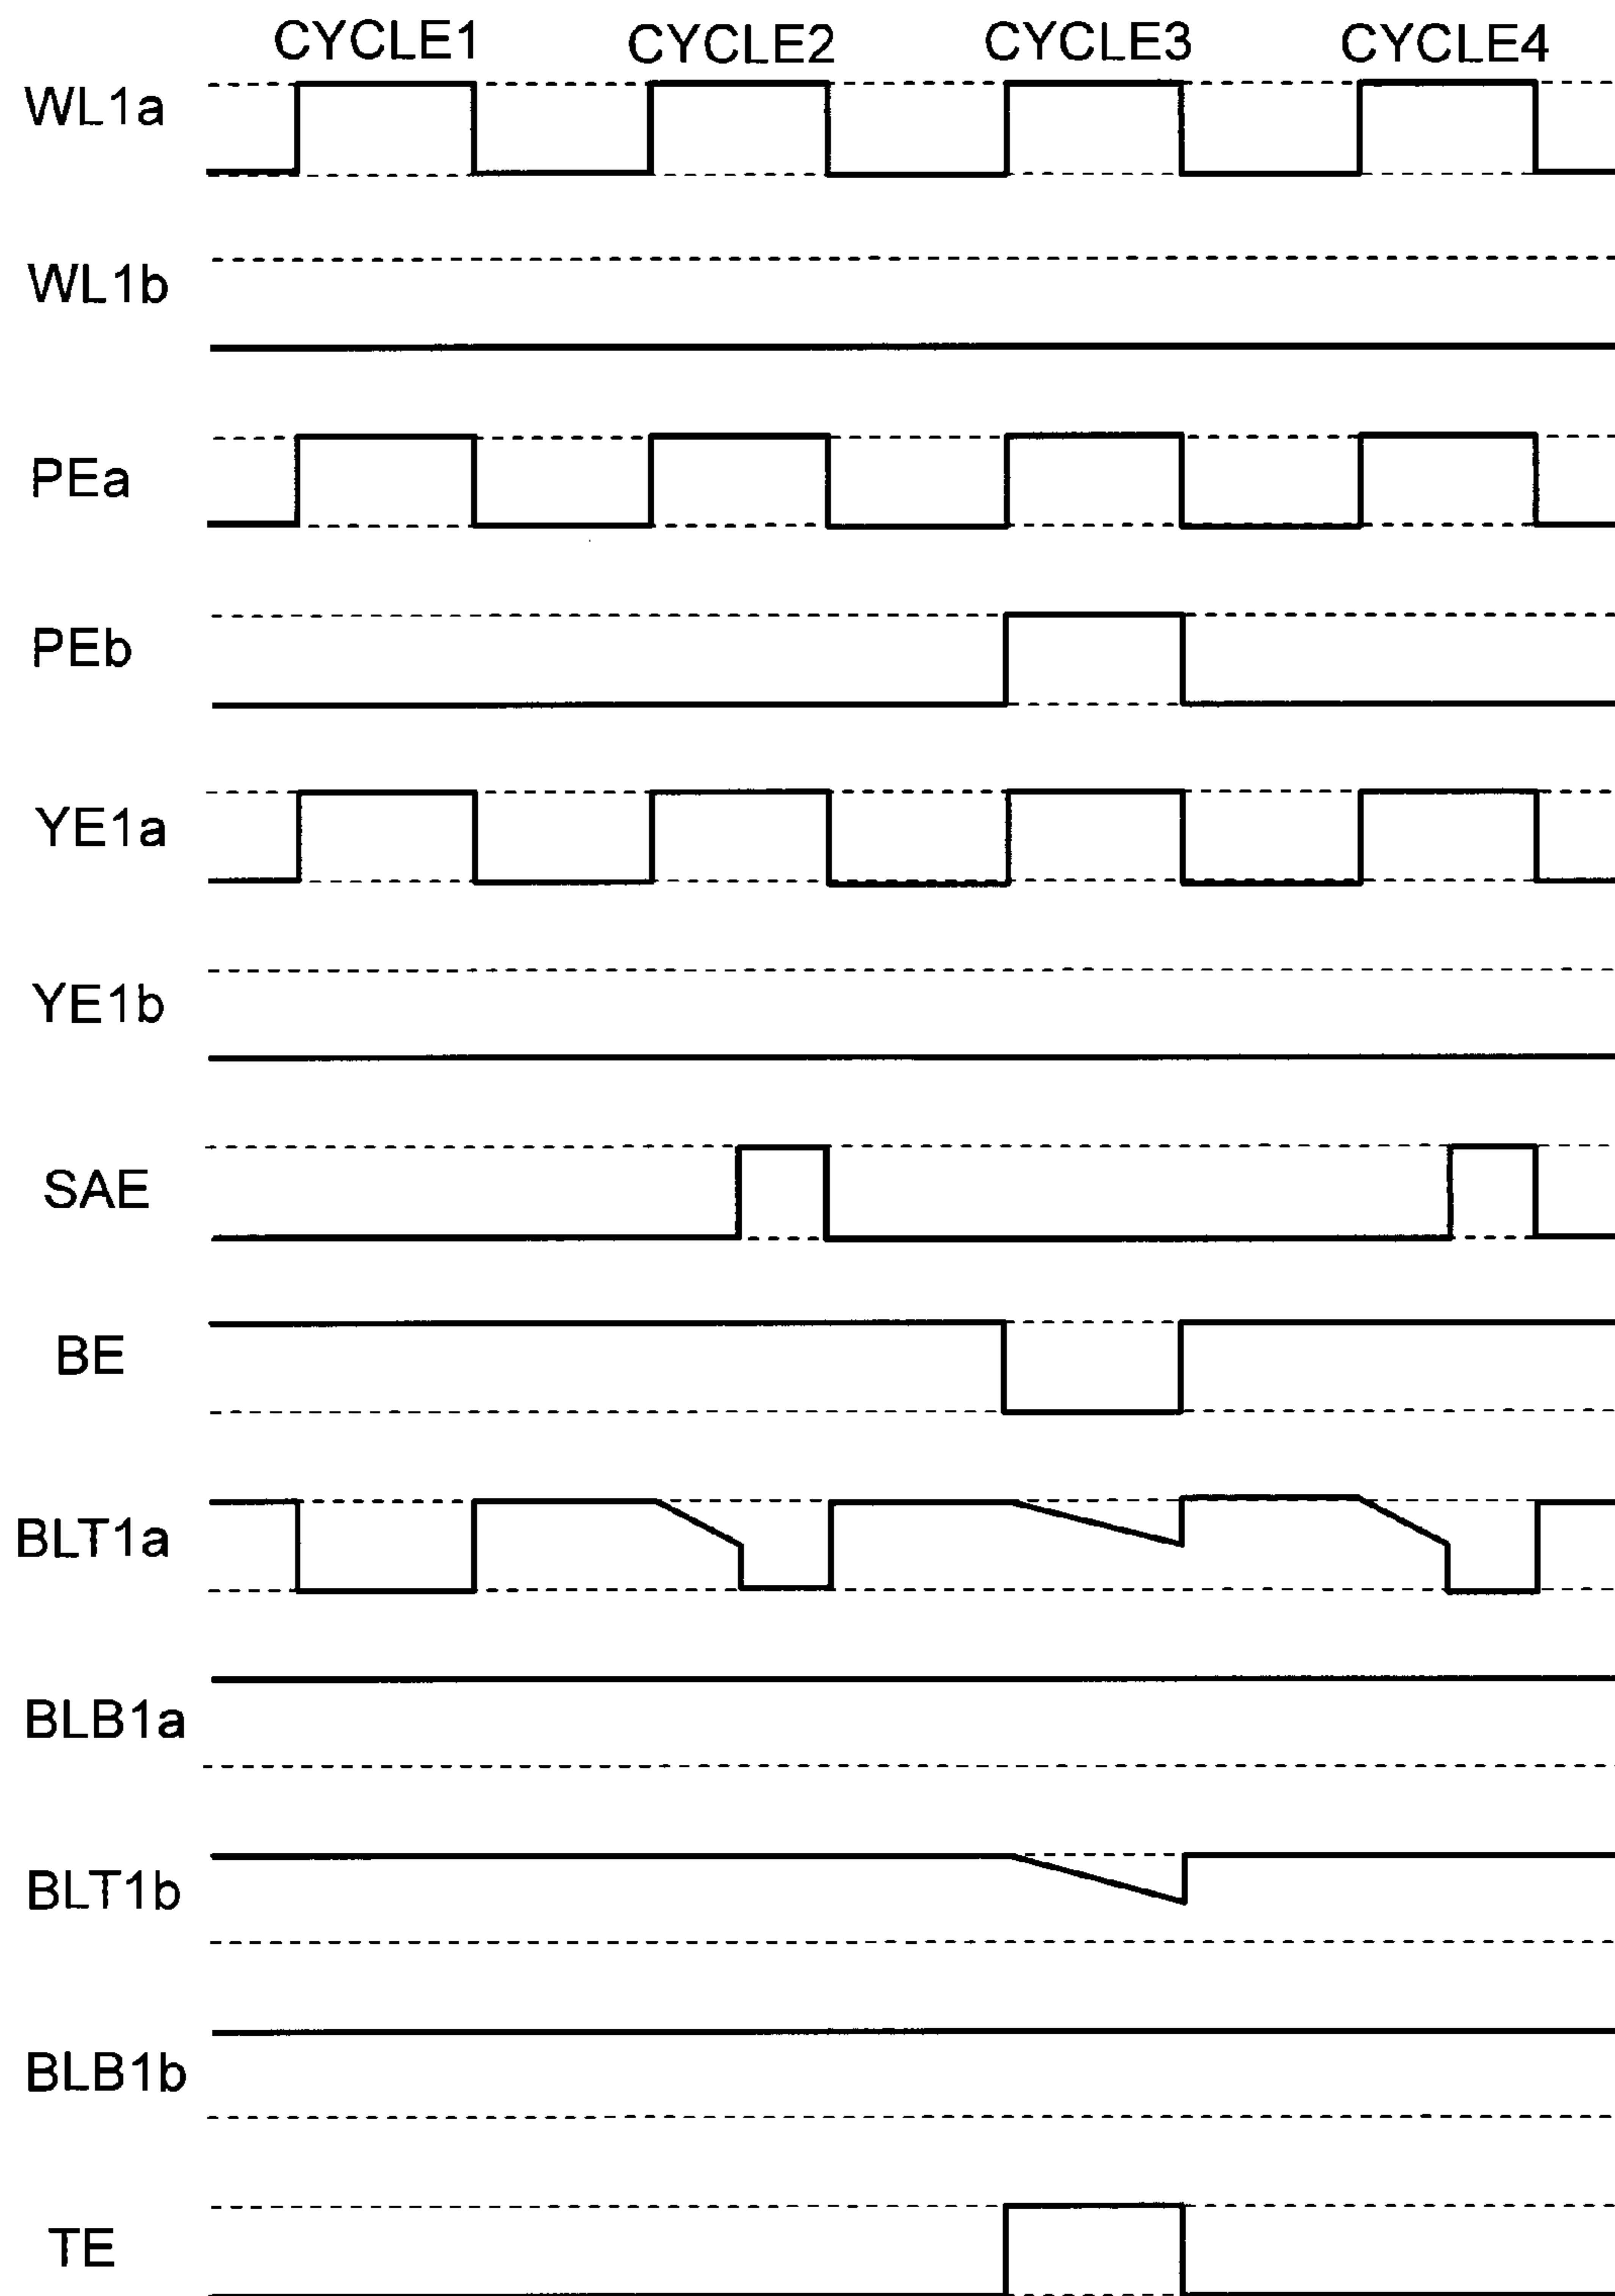 CYCLE1 CYCLE2 CYCLE3 CYCLE4
WL1a
WL1b
PEa
PEb
YE1a
YE1b
SAE
BE
BLT1a
BLB1a
BLT1b
BLB1b
TE